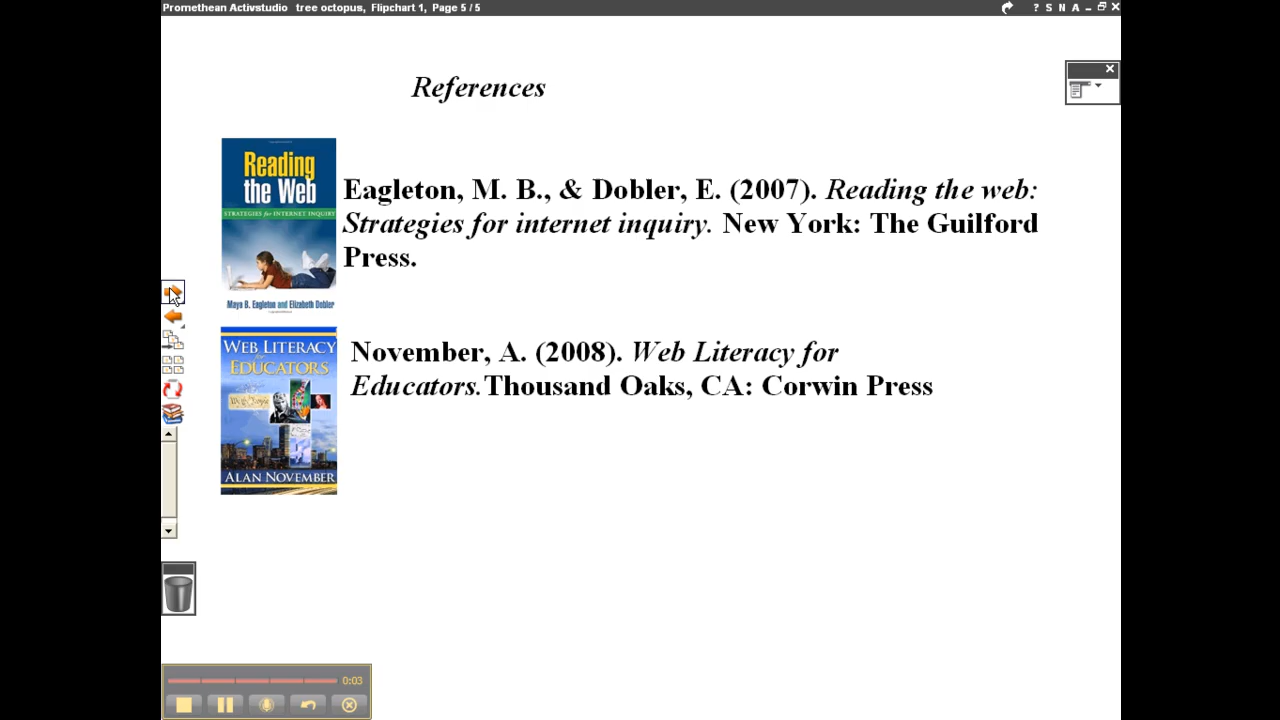 Promethean Activstudio tree octopus, Flipchart 1, Page 5 / 5
? S N A
References
Reading
the Web
STRATEGIES for INTERNET INQUIRY
Maya B. Eagleton and Elizabeth Dobler
Eagleton, M. B., & Dobler, E. (2007). Reading the web:
Strategies for internet inquiry. New York: The Guilford
Press.
WEB LITERACY
for
EDUCATORS
ALAN NOVEMBER
November, A. (2008). Web Literacy for
Educators.Thousand Oaks, CA: Corwin Press
0:03